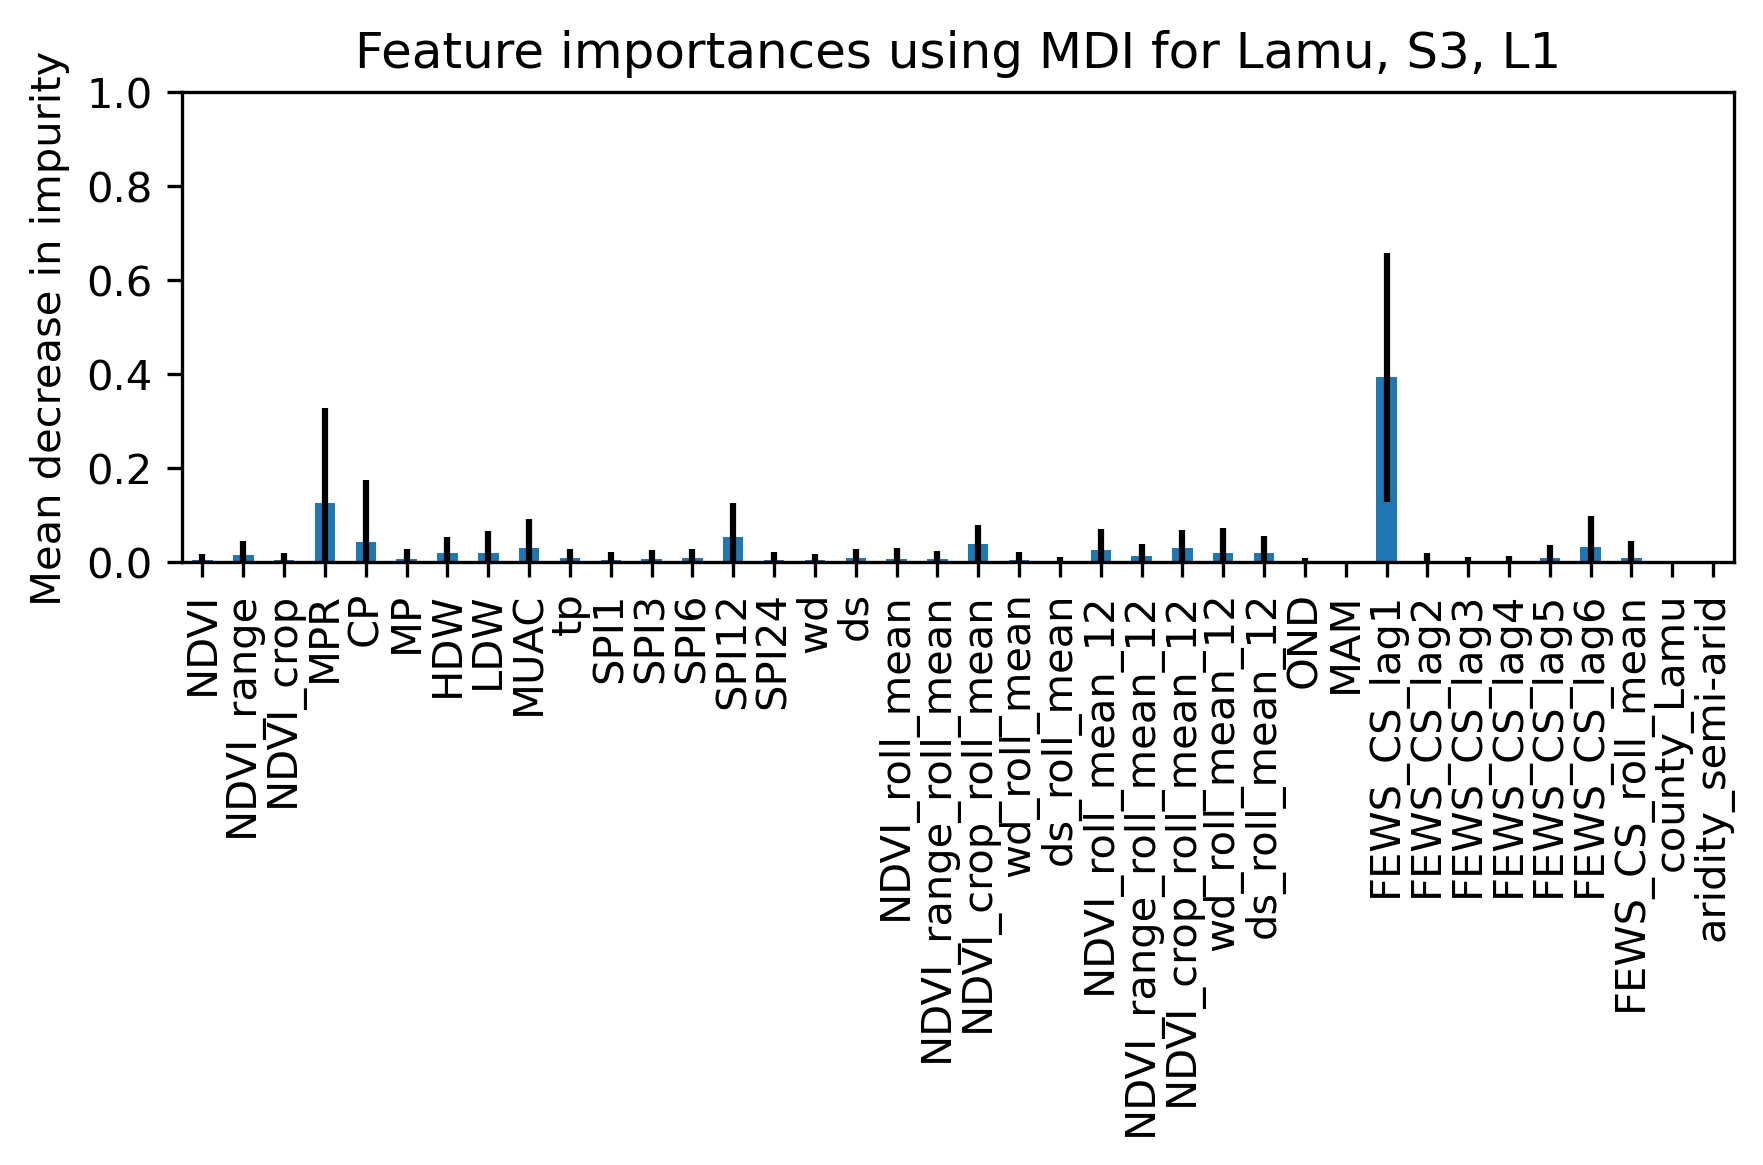 Feature importances using MDI for Lamu, S3, L1
Mean decrease in impurity
1.0
0.8
0.6
0.4
0.2
0.0
NDVI
NDVI_range
NDVI_crop
MPR
CP
MP
HDW
LDW
MUAC
tp
SPI1
SPI3
SPI6
SPI12
SPI24
wd
ds
NDVI_roll_mean
NDVI_range_roll_mean
NDVI_crop_roll_mean
wd_roll_mean
ds_roll_mean
NDVI_roll_mean_12
NDVI_range_roll_mean_12
NDVI_crop_roll_mean_12
wd_roll_mean_12
ds_roll_mean_12
OND
MAM
FEWS_CS_lag1
FEWS_CS_lag2
FEWS_CS_lag3
FEWS_CS_lag4
FEWS_CS_lag5
FEWS_CS_lag6
FEWS_CS_roll_mean
county_Lamu
aridity_semi-arid